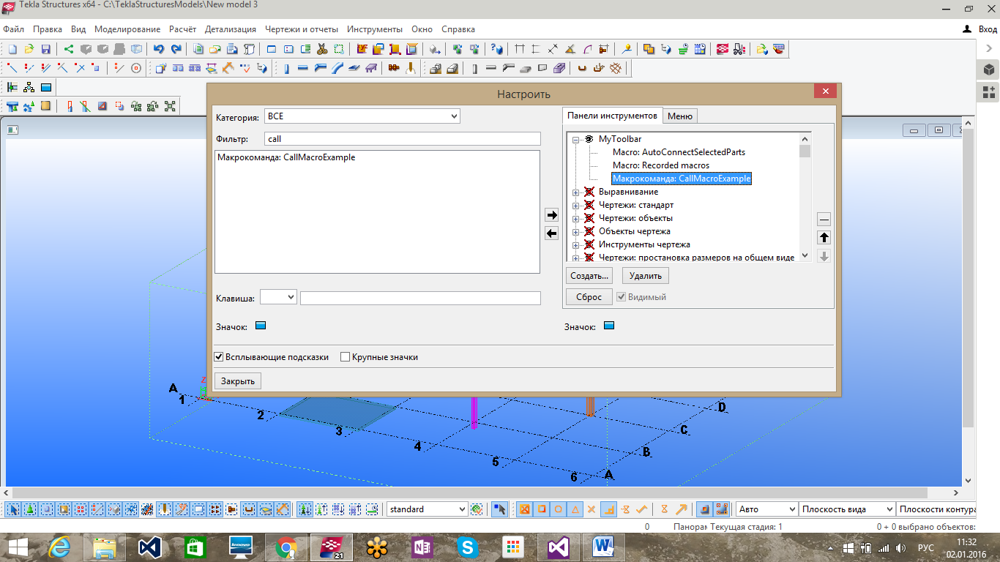 Tekla Structures x64 - C:\TeklaStructuresModels\New model 3
Файл Правка Вид Моделирование Расчёт Детализация Чертежи и отчеты Инструменты Окно Справка Вход
Настроить
Категория: ВСЕ
Фильтр: call
Макрокоманда: CallMacroExample
Панели инструментов Меню
MyToolbar
Macro: AutoConnectSelectedParts
Macro: Recorded macros
Макрокоманда: CallMacroExample
Выравнивание
Чертежи: стандарт
Чертежи: объекты
Объекты чертежа
Инструменты чертежа
Чертежи: простановка размеров на общем виде
Создать... Удалить
Сброс Видимый
Клавиша:
Значок: Значок:
Всплывающие подсказки Крупные значки
Закрыть
A Z
1 2 3 4 5 6
A B C D
standard Авто Плоскость вида Плоскости контура
0 Панорам Текущая стадия: 1 0 + 0 выбрано объектов:
lenovo 21 N S W РУС 11:32
02.01.2016